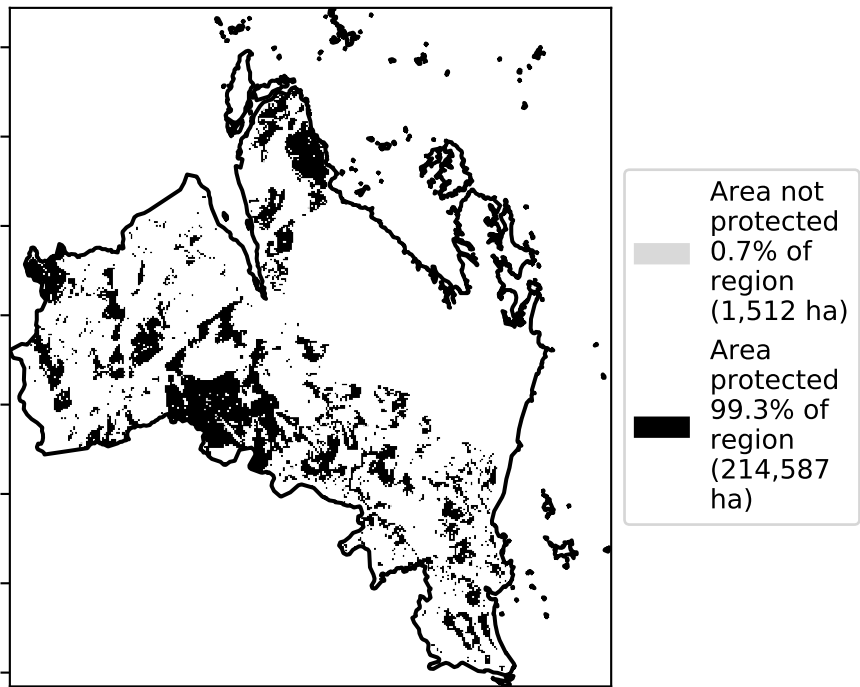 Area not
protected
0.7% of
region
(1,512 ha)
Area
protected
99.3% of
region
(214,587
ha)